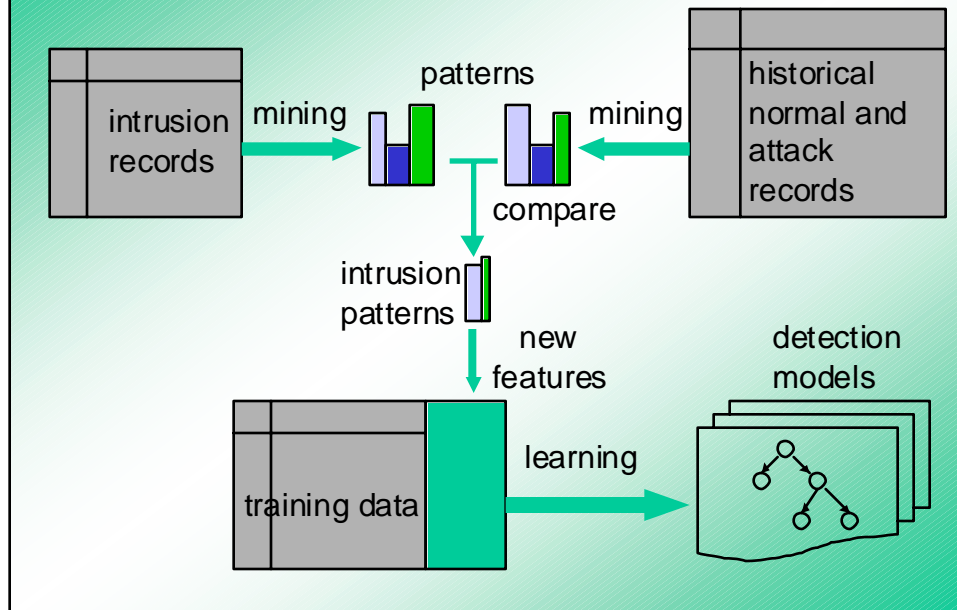 intrusion
records
mining
patterns
mining
historical
normal and
attack
records
compare
intrusion
patterns
new
features
detection
models
training data
learning